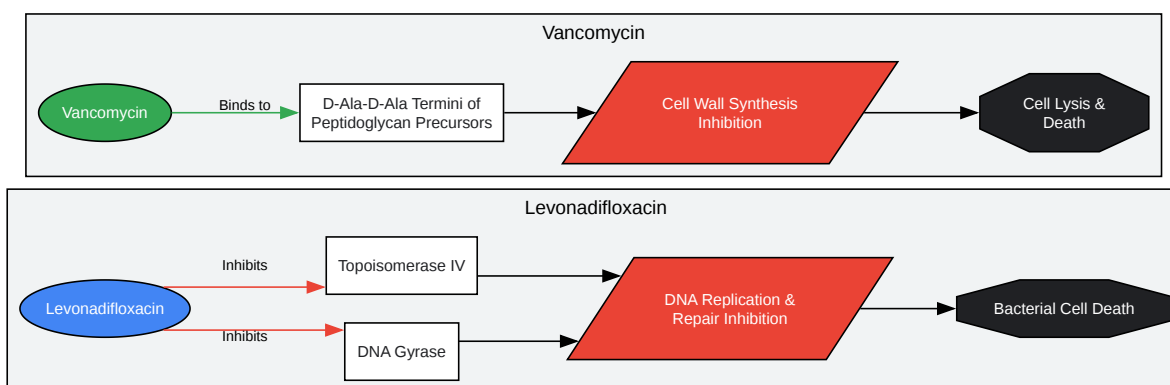 Vancomycin
Vancomycin
Binds to
D-Ala-D-Ala Termini of
Peptidoglycan Precursors
Cell Wall Synthesis
Inhibition
Cell Lysis &
Death
Levonadifloxacin
Levonadifloxacin
Inhibits
Topoisomerase IV
Inhibits
DNA Gyrase
DNA Replication &
Repair Inhibition
Bacterial Cell Death